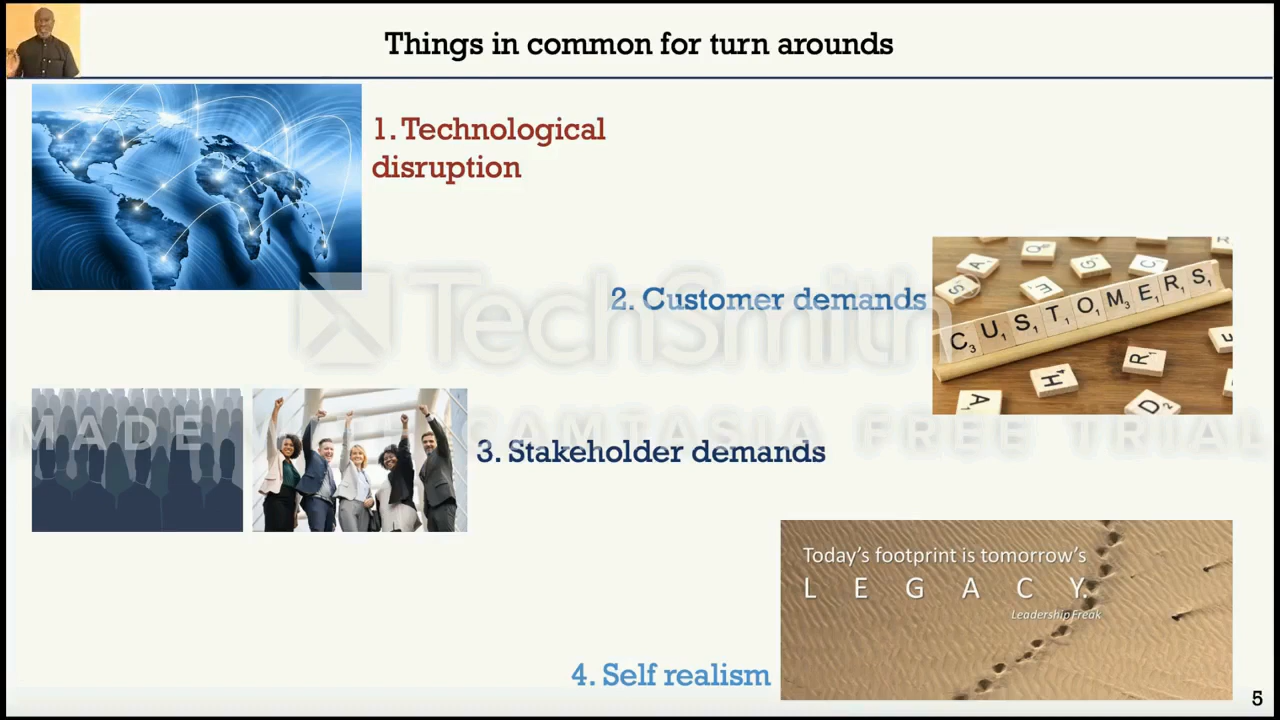 Things in common for turn arounds
1. Technological
disruption
2. Customer demands
CUSTOMERS
3. Stakeholder demands
TechSmith
MADE WITH CAMTASIA FREE TRIAL
Today's footprint is tomorrow's
LEGACY.
Leadership Freak
4. Self realism
5